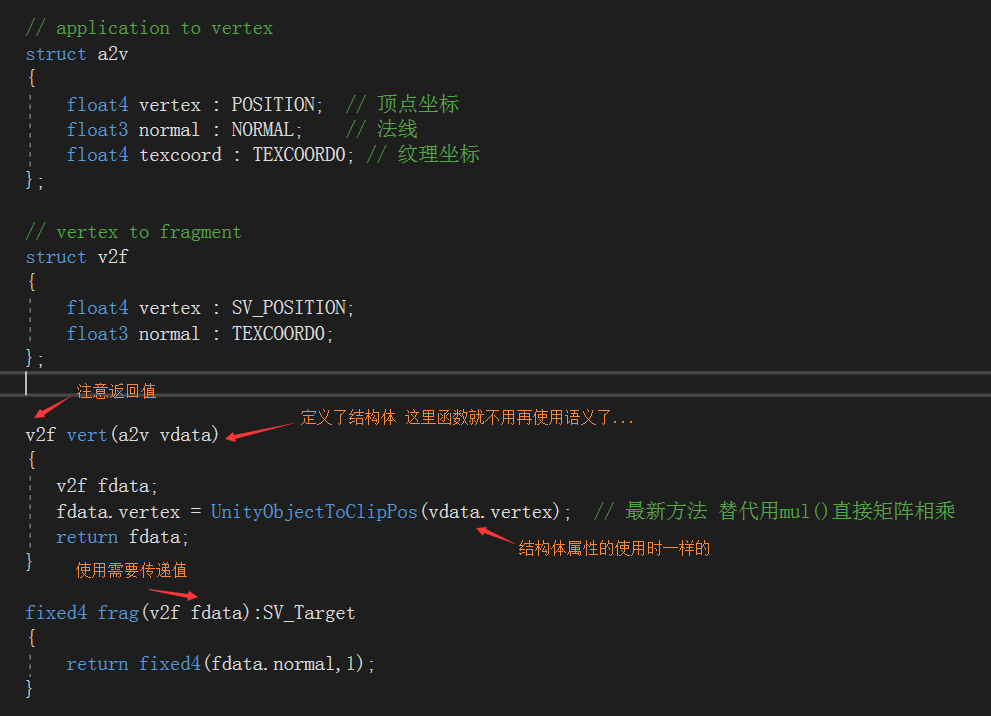 // application to vertex
struct a2v
{
float4 vertex : POSITION;  // 顶点坐标
float3 normal : NORMAL;    // 法线
float4 texcoord : TEXCOORD0; // 纹理坐标
};
// vertex to fragment
struct v2f
{
float4 vertex : SV_POSITION;
float3 normal : TEXCOORD0;
};
注意返回值
定义了结构体 这里函数就不用再使用语义了...
v2f vert(a2v vdata)
{
v2f fdata;
fdata.vertex = UnityObjectToClipPos(vdata.vertex);  // 最新方法 替代用mul()直接矩阵相乘
return fdata;
结构体属性的使用时一样的
}
使用需要传递值
fixed4 frag(v2f fdata):SV_Target
{
return fixed4(fdata.normal,1);
}